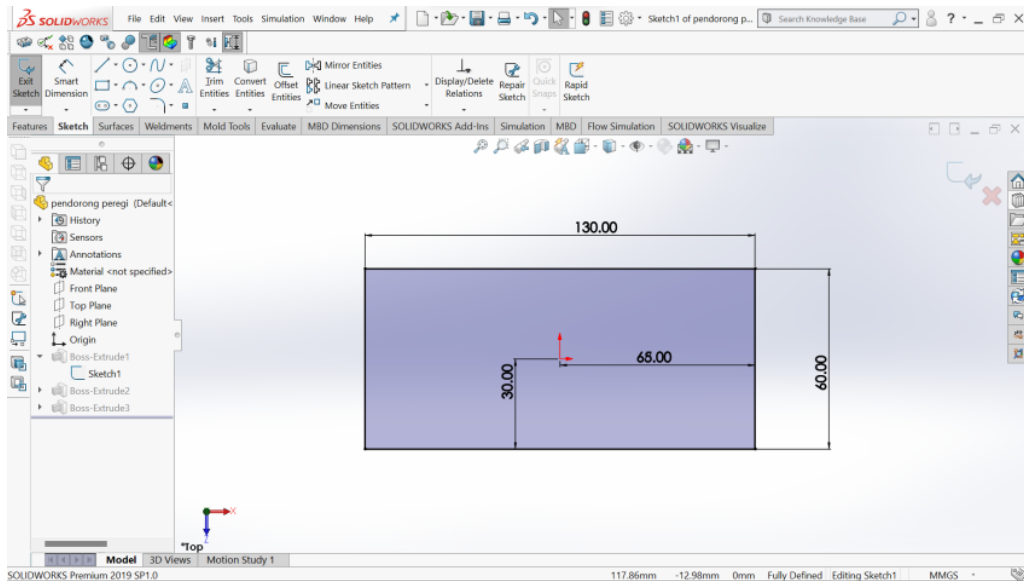 SOLIDWORKS File Edit View Insert Tools Simulation Window Help Sketch1 of pendorong p... Search Knowledge Base
Exit Sketch
Smart Dimension
Trim Entities
Convert Entities
Offset Entities
Mirror Entities
Linear Sketch Pattern
Move Entities
Display/Delete Relations
Repair Sketch
Quick Snaps
Rapid Sketch
Features Sketch Surfaces Weldments Mold Tools Evaluate MBD Dimensions SOLIDWORKS Add-Ins Simulation MBD Flow Simulation SOLIDWORKS Visualize
pendorong peregi (Default<
History
Sensors
Annotations
Material <not specified>
Front Plane
Top Plane
Right Plane
Origin
Boss-Extrude1
Sketch1
Boss-Extrude2
Boss-Extrude3
130.00
65.00
30.00
60.00
X
Z
*Top
Model 3D Views Motion Study 1
SOLIDWORKS Premium 2019 SP1.0 117.86mm -12.98mm 0mm Fully Defined Editing Sketch1 MMGS -